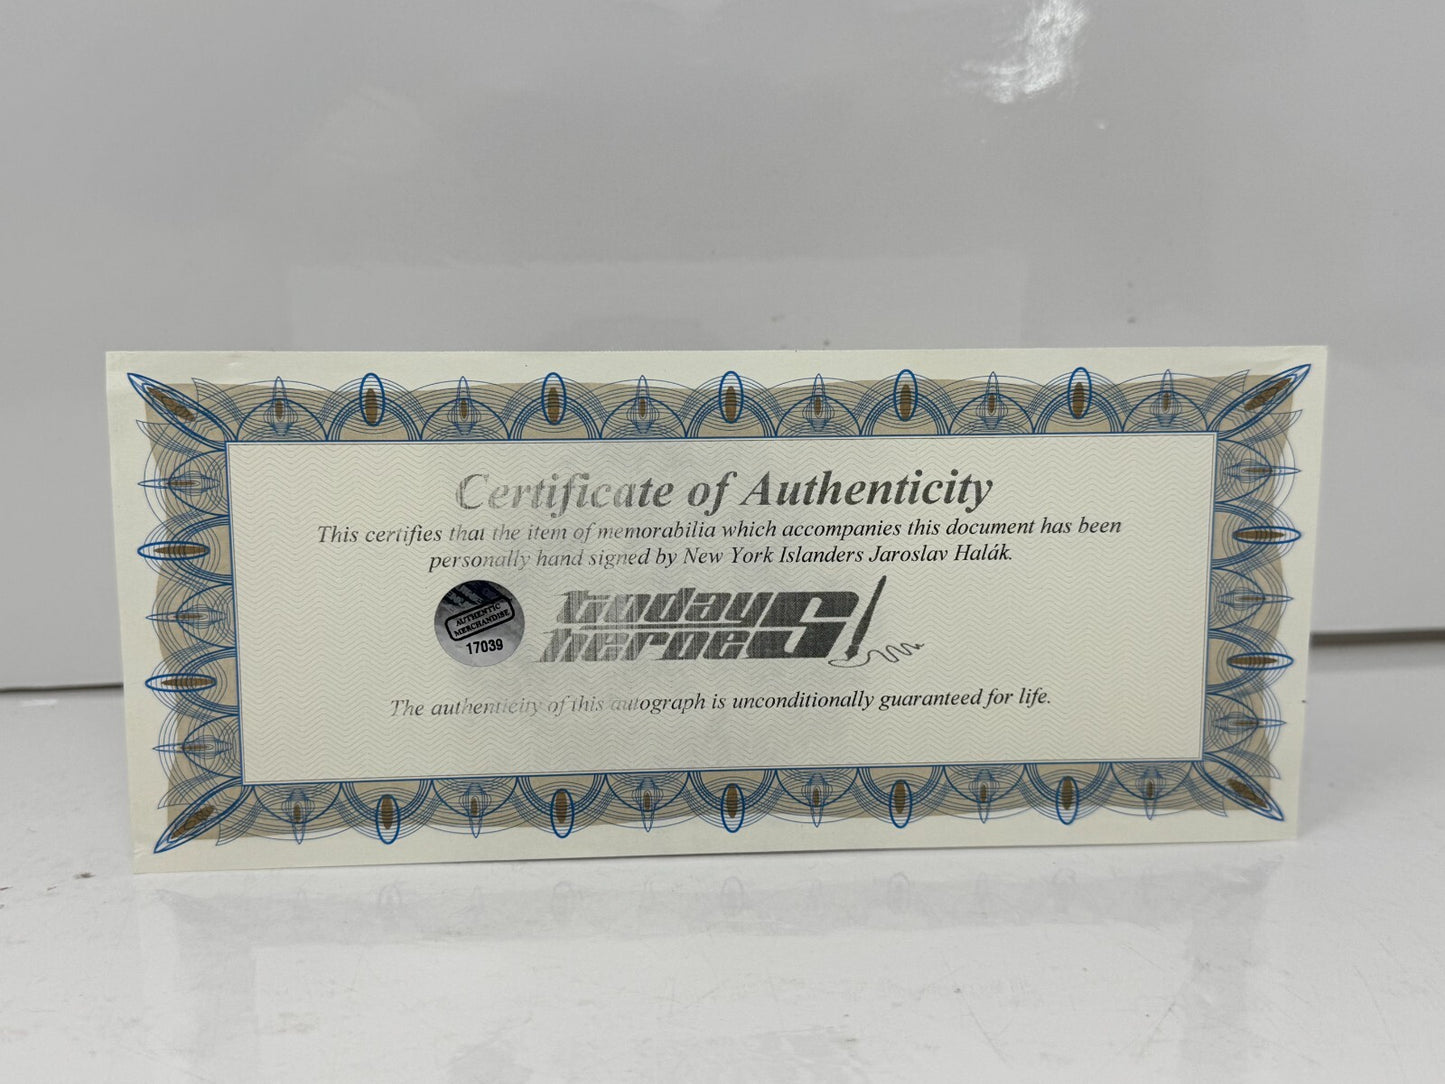 Certificate of Authenticity
This certifies that the item of memorabilia which accompanies this document has been
personally hand signed by New York Islanders Jaroslav Halák.
AUTHENTIC
MERCHANDISE
17039
today
heroeS
The authenticity of this autograph is unconditionally guaranteed for life.